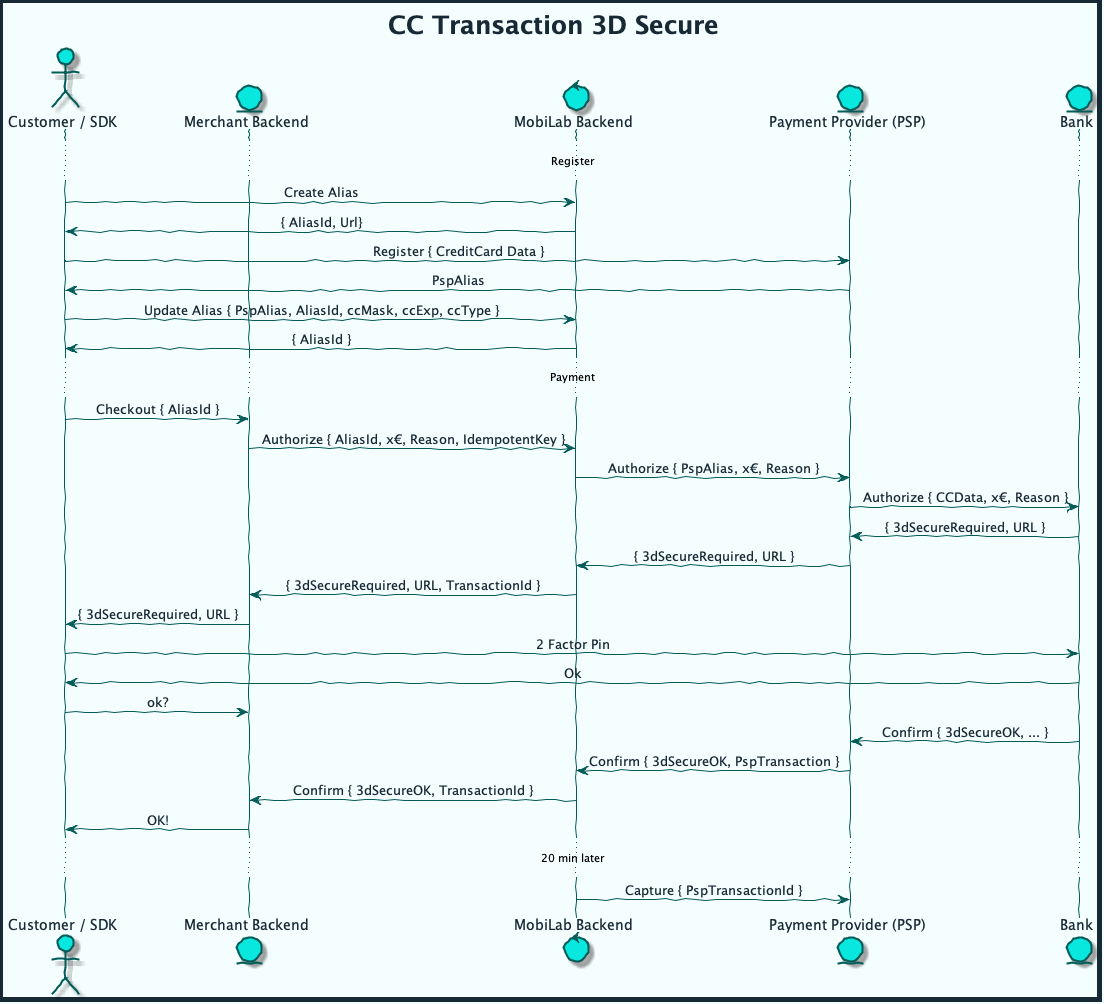 CC Transaction 3D Secure
Customer / SDK
Merchant Backend
MobiLab Backend
Payment Provider (PSP)
Bank
Register
Create Alias
{ AliasId, Url}
Register { CreditCard Data }
PspAlias
Update Alias { PspAlias, AliasId, ccMask, ccExp, ccType }
{ AliasId }
Payment
Checkout { AliasId }
Authorize { AliasId, x€, Reason, IdempotentKey }
Authorize { PspAlias, x€, Reason }
Authorize { CCData, x€, Reason }
{ 3dSecureRequired, URL }
{ 3dSecureRequired, URL }
{ 3dSecureRequired, URL, TransactionId }
{ 3dSecureRequired, URL }
2 Factor Pin
Ok
ok?
Confirm { 3dSecureOK, ... }
Confirm { 3dSecureOK, PspTransaction }
Confirm { 3dSecureOK, TransactionId }
OK!
20 min later
Capture { PspTransactionId }
Customer / SDK
Merchant Backend
MobiLab Backend
Payment Provider (PSP)
Bank